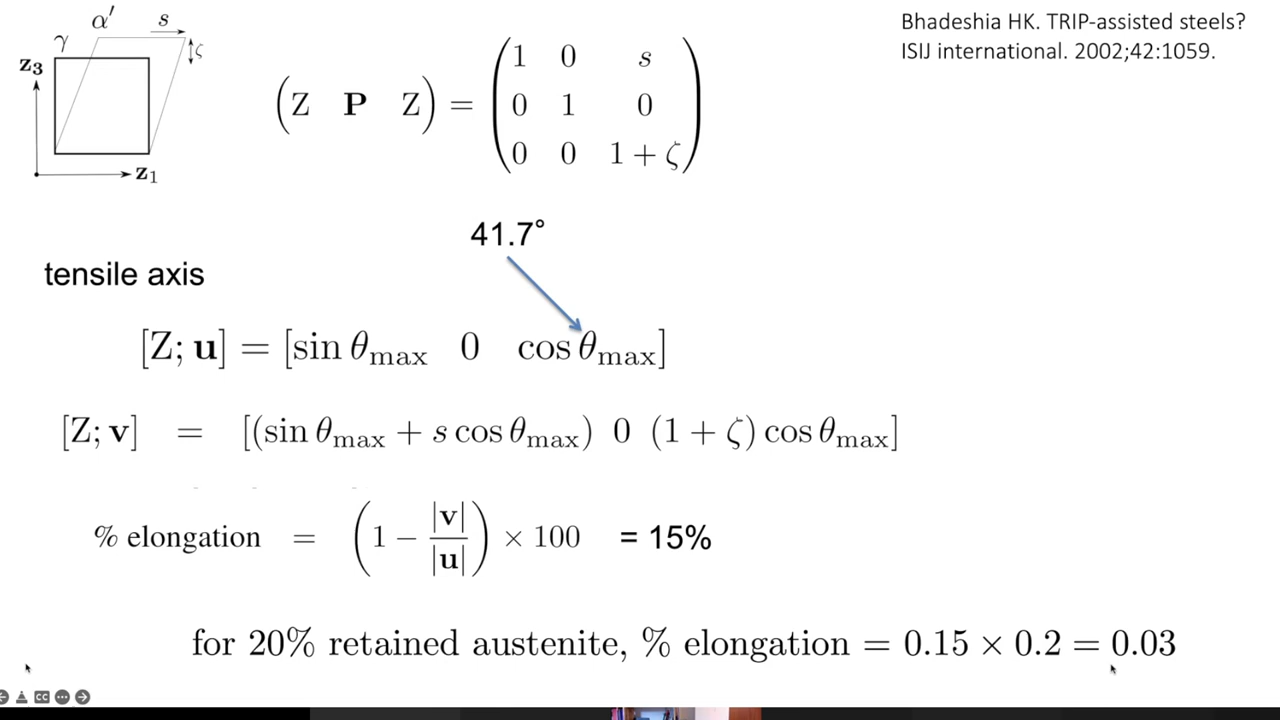 Bhadeshia HK. TRIP-assisted steels?
ISIJ international. 2002;42:1059.
α′ s
γ ζ
z₃
z₁
(Z P Z) = (1 0 s
0 1 0
0 0 1 + ζ)
41.7°
tensile axis
[Z; u] = [sin θmax 0 cos θmax]
[Z; v] = [(sin θmax + s cos θmax) 0 (1 + ζ) cos θmax]
% elongation = (1 − |v|/|u|) × 100 = 15%
for 20% retained austenite, % elongation = 0.15 × 0.2 = 0.03
CC